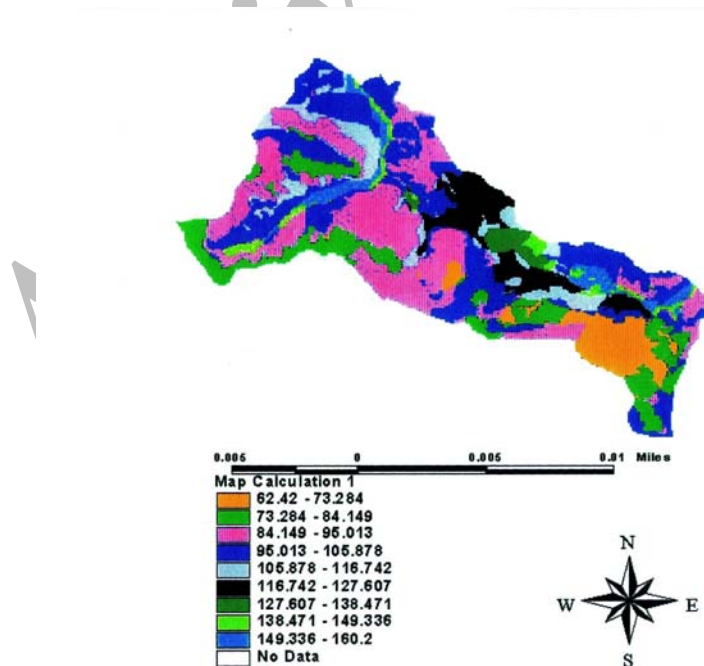 0.005 0 0.005 0.01 Miles
Map Calculation 1
62.42 - 73.284
73.284 - 84.149
84.149 - 95.013
95.013 - 105.878
105.878 - 116.742
116.742 - 127.607
127.607 - 138.471
138.471 - 149.336
149.336 - 160.2
No Data
N
W E
S